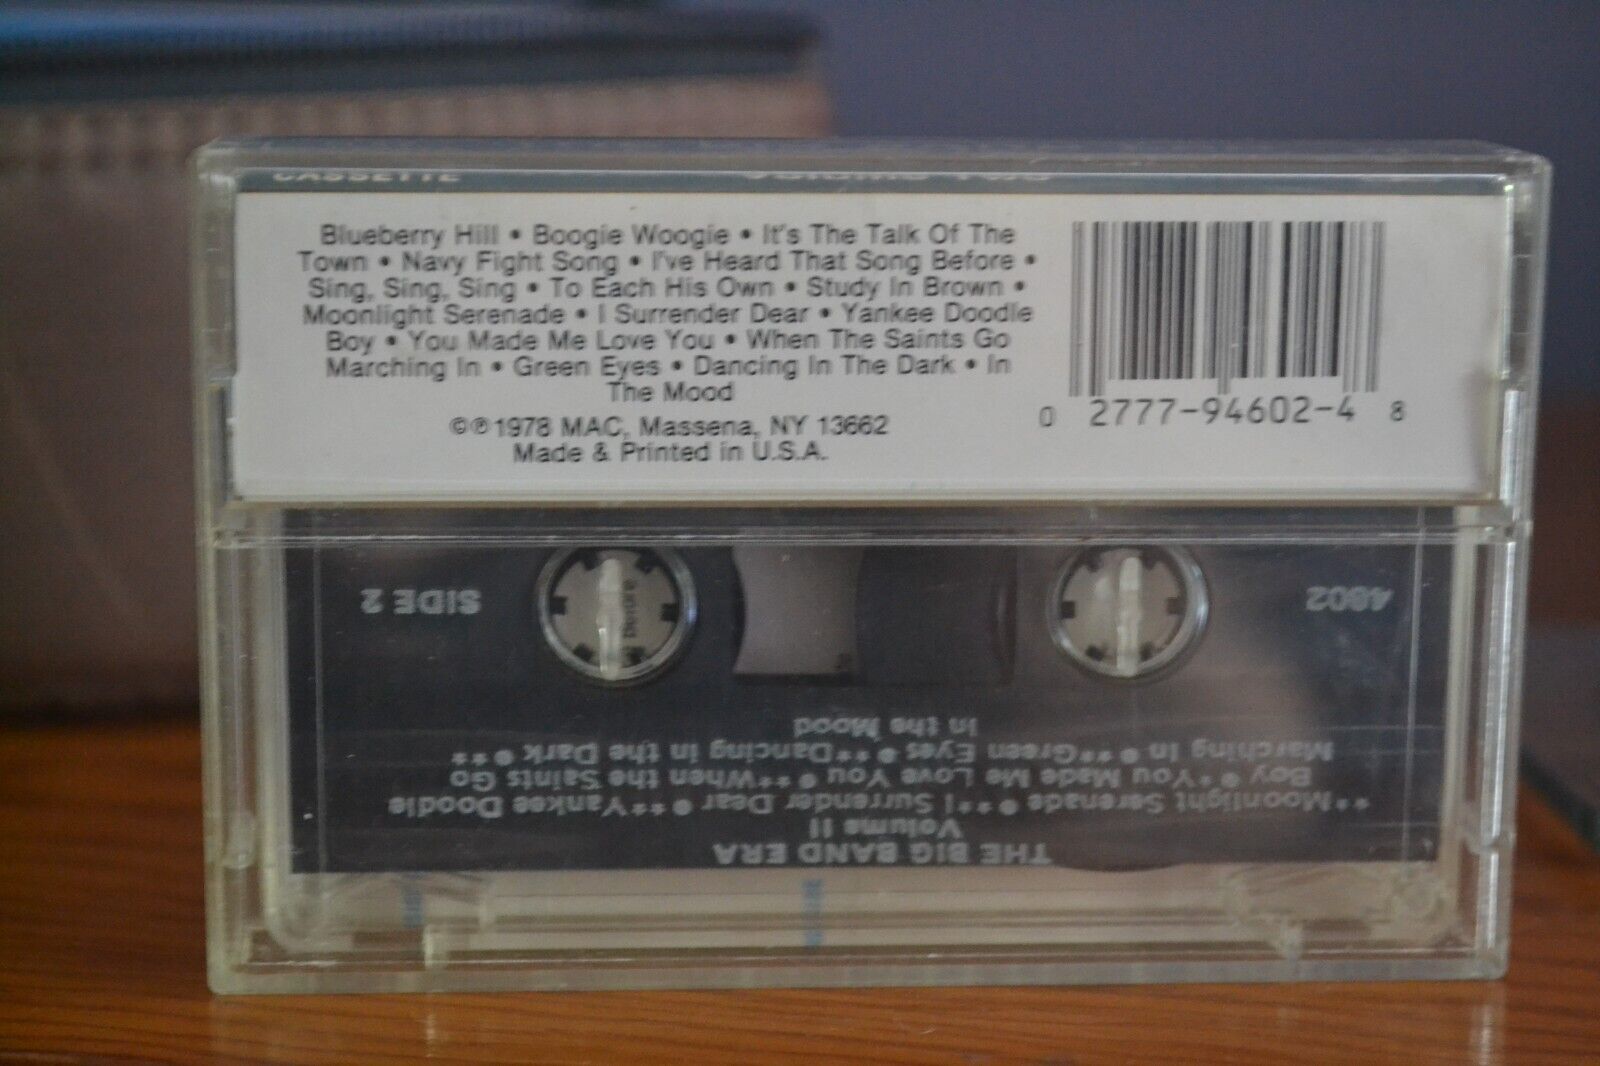 CASSETTE
Blueberry Hill • Boogie Woogie • It's The Talk Of The
Town • Navy Fight Song • I've Heard That Song Before •
Sing, Sing, Sing • To Each His Own • Study In Brown •
Moonlight Serenade • I Surrender Dear • Yankee Doodle
Boy • You Made Me Love You • When The Saints Go
Marching In • Green Eyes • Dancing In The Dark • In
The Mood
©℗1978 MAC, Massena, NY 13662
Made & Printed in U.S.A.
0 2777-94602-4 8
THE BIG BAND ERA
Volume II
**Moonlight Serenade•**I Surrender Dear•**Yankee Doodle
Boy•**You Made Me Love You•**When the Saints Go
Marching In•**Green Eyes•**Dancing in the Dark•**
In the Mood
4602
SIDE 2